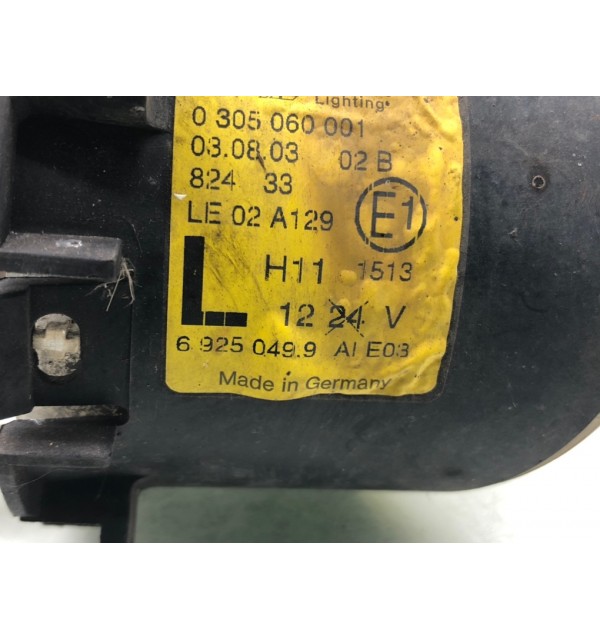 Lighting.
0 305 060 001
03.08.03 02 B
824 33
LE 02 A129 E1
L H11 1513
12 24 V
6 925 049.9 AI E03
Made in Germany